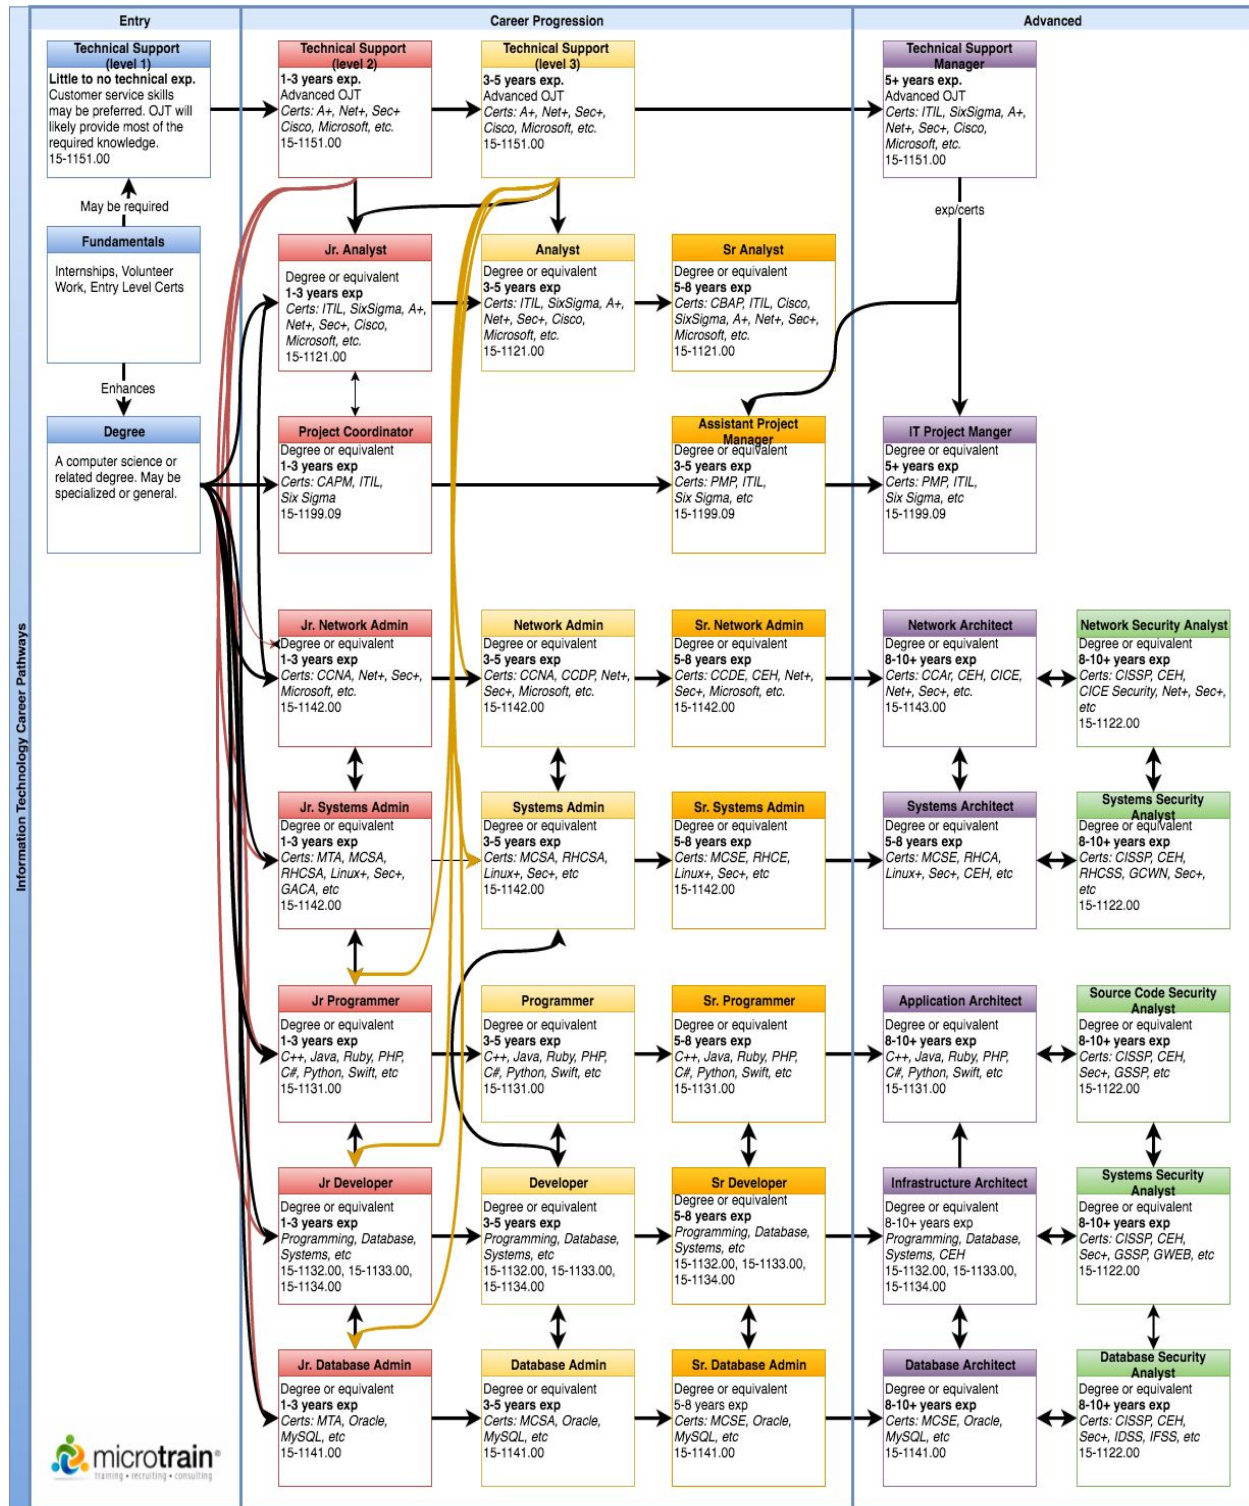 Entry
Career Progression
Advanced
Information Technology Career Pathways
Technical Support
(level 1)
Little to no technical exp.
Customer service skills
may be preferred. OJT will
likely provide most of the
required knowledge.
15-1151.00
Technical Support
(level 2)
1-3 years exp.
Advanced OJT
Certs: A+, Net+, Sec+
Cisco, Microsoft, etc.
15-1151.00
Technical Support
(level 3)
3-5 years exp.
Advanced OJT
Certs: A+, Net+, Sec+,
Cisco, Microsoft, etc.
15-1151.00
Technical Support
Manager
5+ years exp.
Advanced OJT
Certs: ITIL, SixSigma, A+,
Net+, Sec+, Cisco,
Microsoft, etc.
15-1151.00
May be required
exp/certs
Fundamentals
Internships, Volunteer
Work, Entry Level Certs
Enhances
Jr. Analyst
Degree or equivalent
1-3 years exp
Certs: ITIL, SixSigma, A+,
Net+, Sec+, Cisco,
Microsoft, etc.
15-1121.00
Analyst
Degree or equivalent
3-5 years exp
Certs: ITIL, SixSigma, A+,
Net+, Sec+, Cisco,
Microsoft, etc.
15-1121.00
Sr Analyst
Degree or equivalent
5-8 years exp
Certs: CBAP, ITIL, Cisco,
SixSigma, A+, Net+, Sec+,
Microsoft, etc.
15-1121.00
Degree
A computer science or
related degree. May be
specialized or general.
Project Coordinator
Degree or equivalent
1-3 years exp
Certs: CAPM, ITIL,
Six Sigma
15-1199.09
Assistant Project
Manager
Degree or equivalent
3-5 years exp
Certs: PMP, ITIL,
Six Sigma, etc
15-1199.09
IT Project Manger
Degree or equivalent
5+ years exp
Certs: PMP, ITIL,
Six Sigma, etc
15-1199.09
Jr. Network Admin
Degree or equivalent
1-3 years exp
Certs: CCNA, Net+, Sec+,
Microsoft, etc.
15-1142.00
Network Admin
Degree or equivalent
3-5 years exp
Certs: CCNA, CCDP, Net+,
Sec+, Microsoft, etc.
15-1142.00
Sr. Network Admin
Degree or equivalent
5-8 years exp
Certs: CCDE, CEH, Net+,
Sec+, Microsoft, etc.
15-1142.00
Network Architect
Degree or equivalent
8-10+ years exp
Certs: CCAr, CEH, CICE,
Net+, Sec+, etc.
15-1143.00
Network Security Analyst
Degree or equivalent
8-10+ years exp
Certs: CISSP, CEH,
CICE Security, Net+, Sec+,
etc
15-1122.00
Jr. Systems Admin
Degree or equivalent
1-3 years exp
Certs: MTA, MCSA,
RHCSA, Linux+, Sec+,
GACA, etc
15-1142.00
Systems Admin
Degree or equivalent
3-5 years exp
Certs: MCSA, RHCSA,
Linux+, Sec+, etc
15-1142.00
Sr. Systems Admin
Degree or equivalent
5-8 years exp
Certs: MCSE, RHCE,
Linux+, Sec+, etc
15-1142.00
Systems Architect
Degree or equivalent
5-8 years exp
Certs: MCSE, RHCA,
Linux+, Sec+, CEH, etc
Systems Security
Analyst
Degree or equivalent
8-10+ years exp
Certs: CISSP, CEH,
RHCSS, GCWN, Sec+,
etc
15-1122.00
Jr Programmer
Degree or equivalent
1-3 years exp
C++, Java, Ruby, PHP,
C#, Python, Swift, etc
15-1131.00
Programmer
Degree or equivalent
3-5 years exp
C++, Java, Ruby, PHP,
C#, Python, Swift, etc
15-1131.00
Sr. Programmer
Degree or equivalent
5-8 years exp
C++, Java, Ruby, PHP,
C#, Python, Swift, etc
15-1131.00
Application Architect
Degree or equivalent
8-10+ years exp
C++, Java, Ruby, PHP,
C#, Python, Swift, etc
15-1131.00
Source Code Security
Analyst
Degree or equivalent
8-10+ years exp
Certs: CISSP, CEH,
Sec+, GSSP, etc
15-1122.00
Jr Developer
Degree or equivalent
1-3 years exp
Programming, Database,
Systems, etc
15-1132.00, 15-1133.00,
15-1134.00
Developer
Degree or equivalent
3-5 years exp
Programming, Database,
Systems, etc
15-1132.00, 15-1133.00,
15-1134.00
Sr Developer
Degree or equivalent
5-8 years exp
Programming, Database,
Systems, etc
15-1132.00, 15-1133.00,
15-1134.00
Infrastructure Architect
Degree or equivalent
8-10+ years exp
Programming, Database,
Systems, CEH
15-1132.00, 15-1133.00,
15-1134.00
Systems Security
Analyst
Degree or equivalent
8-10+ years exp
Certs: CISSP, CEH,
Sec+, GSSP, GWEB, etc
15-1122.00
Jr. Database Admin
Degree or equivalent
1-3 years exp
Certs: MTA, Oracle,
MySQL, etc
15-1141.00
Database Admin
Degree or equivalent
3-5 years exp
Certs: MCSA, Oracle,
MySQL, etc
15-1141.00
Sr. Database Admin
Degree or equivalent
5-8 years exp
Certs: MCSE, Oracle,
MySQL, etc
15-1141.00
Database Architect
Degree or equivalent
8-10+ years exp
Certs: MCSE, Oracle,
MySQL, etc
15-1141.00
Database Security
Analyst
Degree or equivalent
8-10+ years exp
Certs: CISSP, CEH,
Sec+, IDSS, IFSS, etc
15-1122.00
microtrain®
training • recruiting • consulting